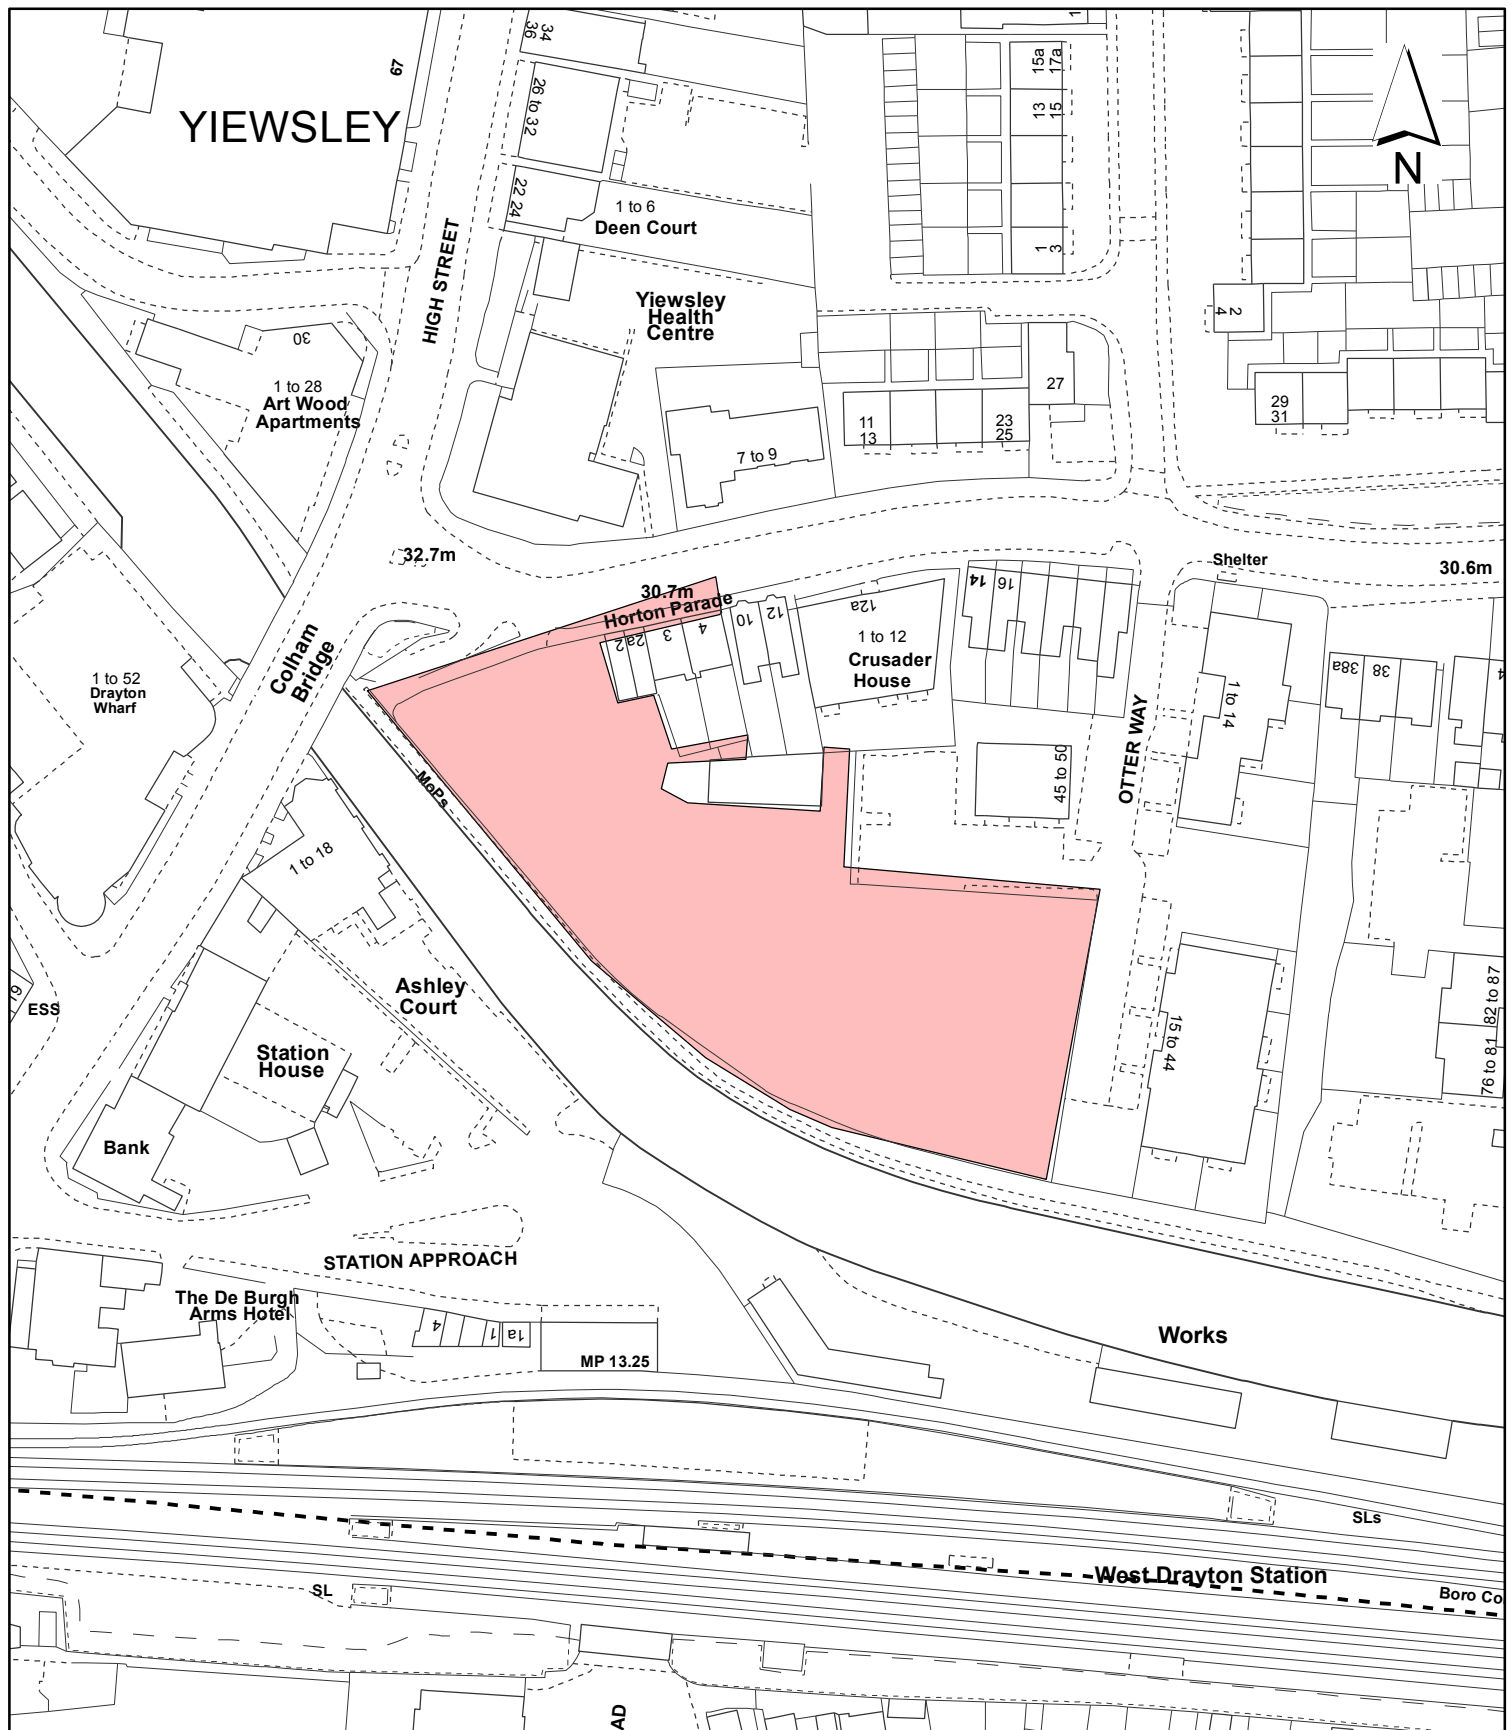 34
36
67
26 to 32
YIEWSLEY
22 24
1 to 6
Deen Court
HIGH STREET
15a
17a
13
15
1
3
1
N
2
4
Yiewsley
Health
Centre
30
1 to 28
Art Wood
Apartments
27
11
13
23
25
29
31
7 to 9
32.7m
30.7m
Horton Parade
Shelter
30.6m
14
16
2
2a
3
4
10
12
12a
1 to 12
Crusader
House
Colham
Bridge
1 to 52
Drayton
Wharf
38a
38
4
1 to 14
OTTER WAY
45 to 50
MoPs
1 to 18
Ashley
Court
ESS
19
Station
House
15 to 44
82 to 87
76 to 81
Bank
STATION APPROACH
The De Burgh
Arms Hotel
4
1
1a
MP 13.25
Works
SLs
West Drayton Station
SL
Boro Co
AD